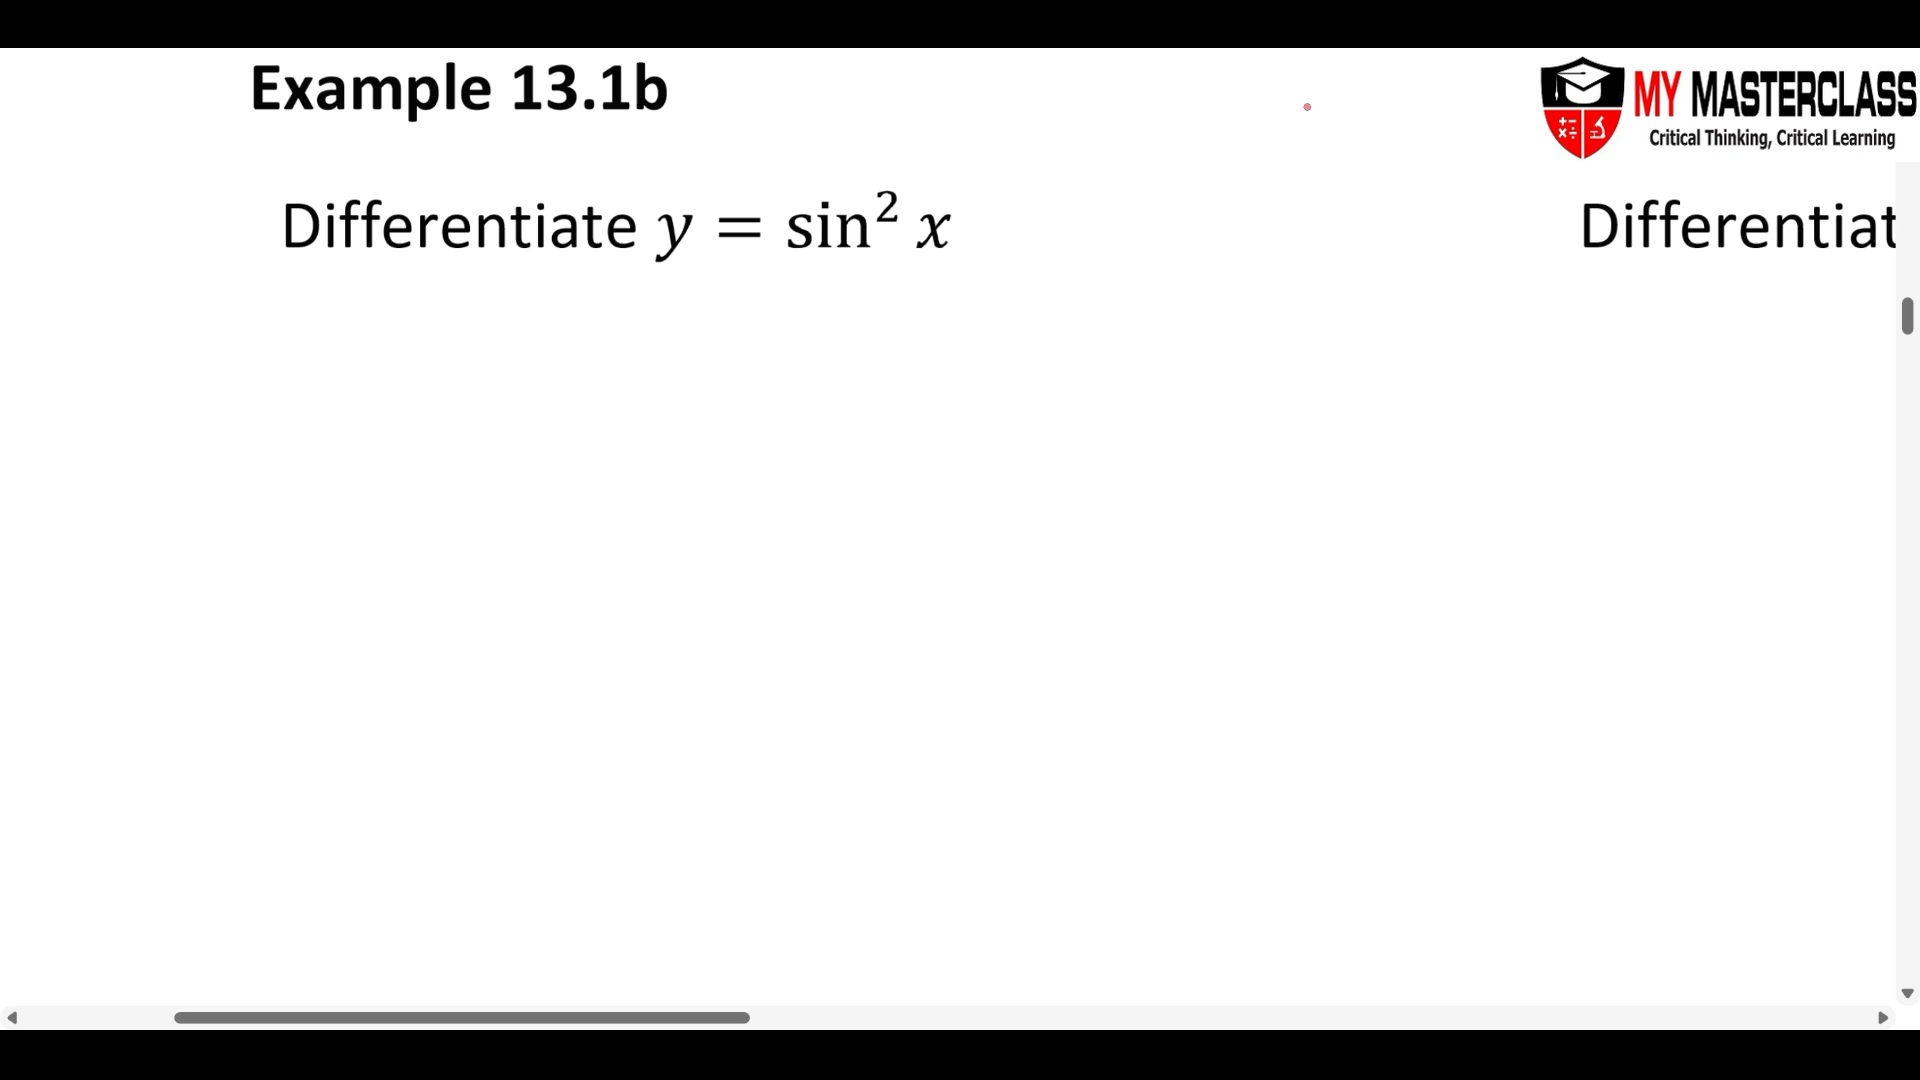 Example 13.1b
MY MASTERCLASS
Critical Thinking, Critical Learning
Differentiate y = sin² x
Differentiat